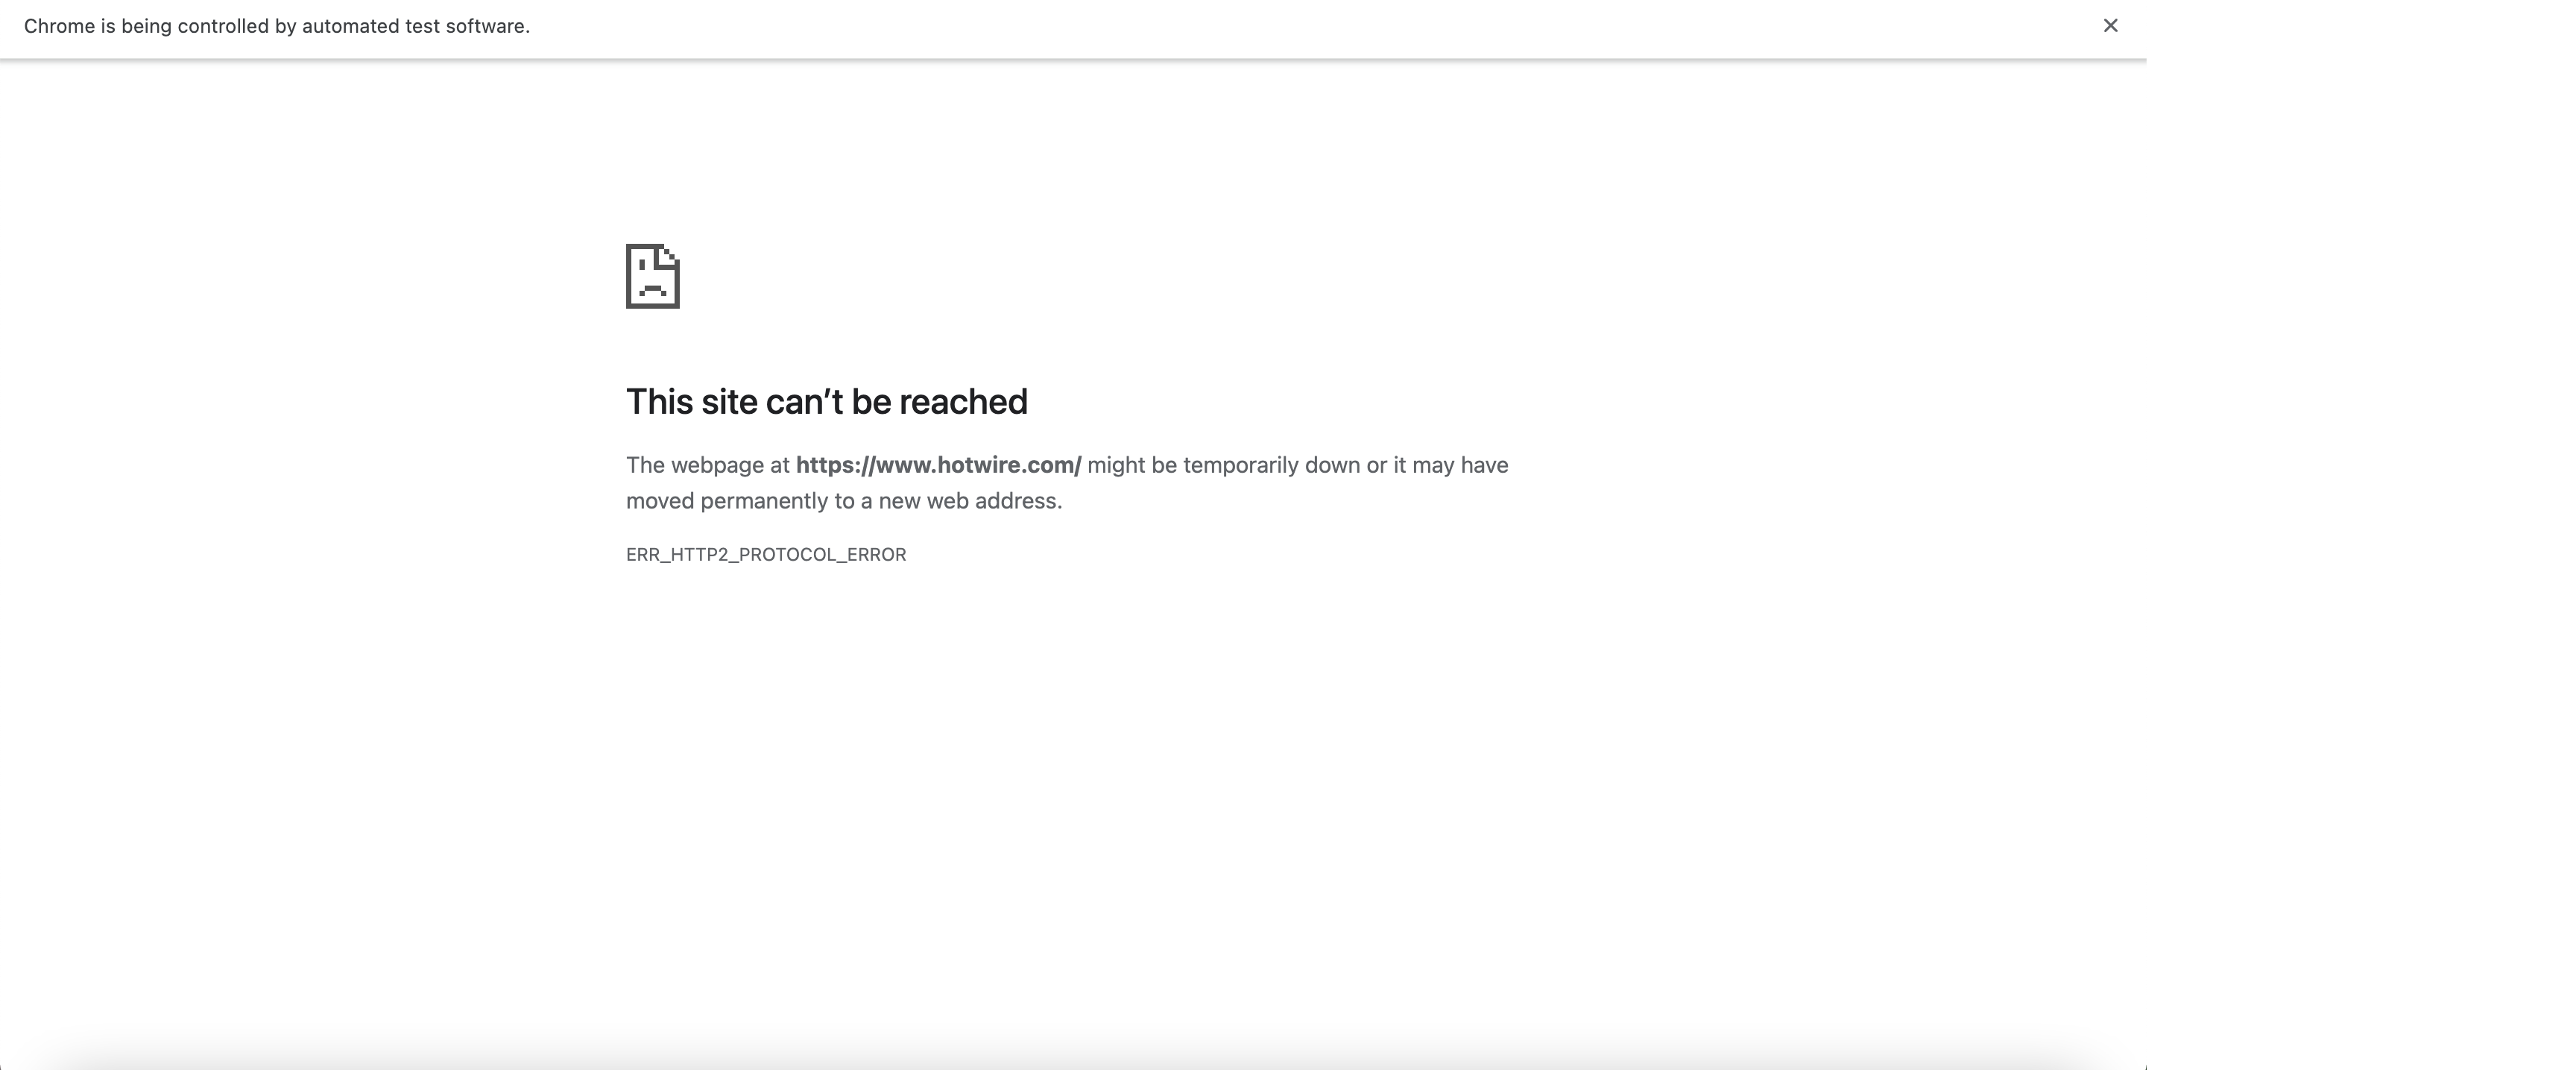 Chrome is being controlled by automated test software.
This site can’t be reached
The webpage at https://www.hotwire.com/ might be temporarily down or it may have
moved permanently to a new web address.
ERR_HTTP2_PROTOCOL_ERROR